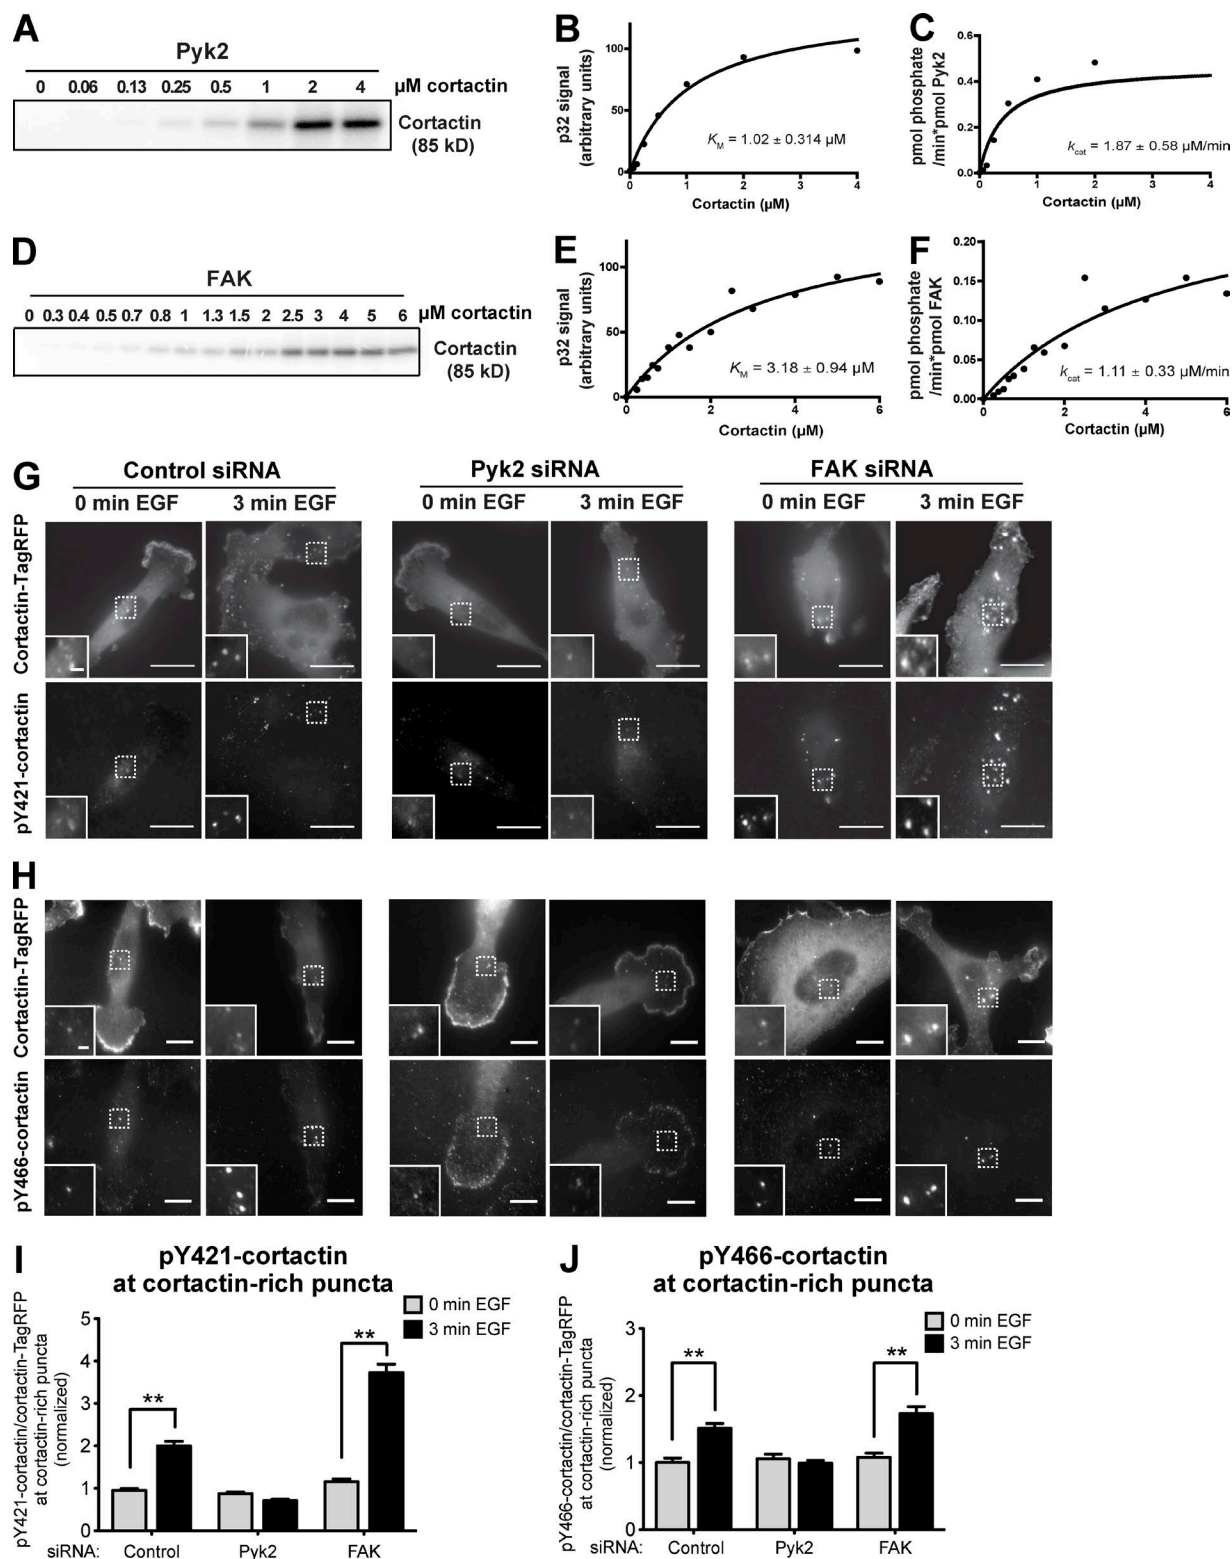 A
Pyk2
0 0.06 0.13 0.25 0.5 1 2 4 µM cortactin
Cortactin
(85 kD)
B
p32 signal
(arbitrary units)
100
50
0
0 1 2 3 4
Cortactin (µM)
KM = 1.02 ± 0.314 µM
C
pmol phosphate
/min*pmol Pyk2
0.6
0.4
0.2
0.0
0 1 2 3 4
Cortactin (µM)
kcat = 1.87 ± 0.58 µM/min
D
FAK
0 0.3 0.4 0.5 0.7 0.8 1 1.3 1.5 2 2.5 3 4 5 6 µM cortactin
Cortactin
(85 kD)
E
p32 signal
(arbitrary units)
100
50
0
0 2 4 6
Cortactin (µM)
KM = 3.18 ± 0.94 µM
F
pmol phosphate
/min*pmol FAK
0.20
0.15
0.10
0.05
0.00
0 2 4 6
Cortactin (µM)
kcat = 1.11 ± 0.33 µM/min
G
Control siRNA Pyk2 siRNA FAK siRNA
0 min EGF 3 min EGF 0 min EGF 3 min EGF 0 min EGF 3 min EGF
Cortactin-TagRFP
pY421-cortactin
H
Cortactin-TagRFP
pY466-cortactin
I
pY421-cortactin
at cortactin-rich puncta
pY421-cortactin/cortactin-TagRFP
at cortactin-rich puncta
(normalized)
0 min EGF
3 min EGF
5
4
3
2
1
0
** **
siRNA: Control Pyk2 FAK
J
pY466-cortactin
at cortactin-rich puncta
pY466-cortactin/cortactin-TagRFP
at cortactin-rich puncta
(normalized)
0 min EGF
3 min EGF
3
2
1
0
** **
siRNA: Control Pyk2 FAK